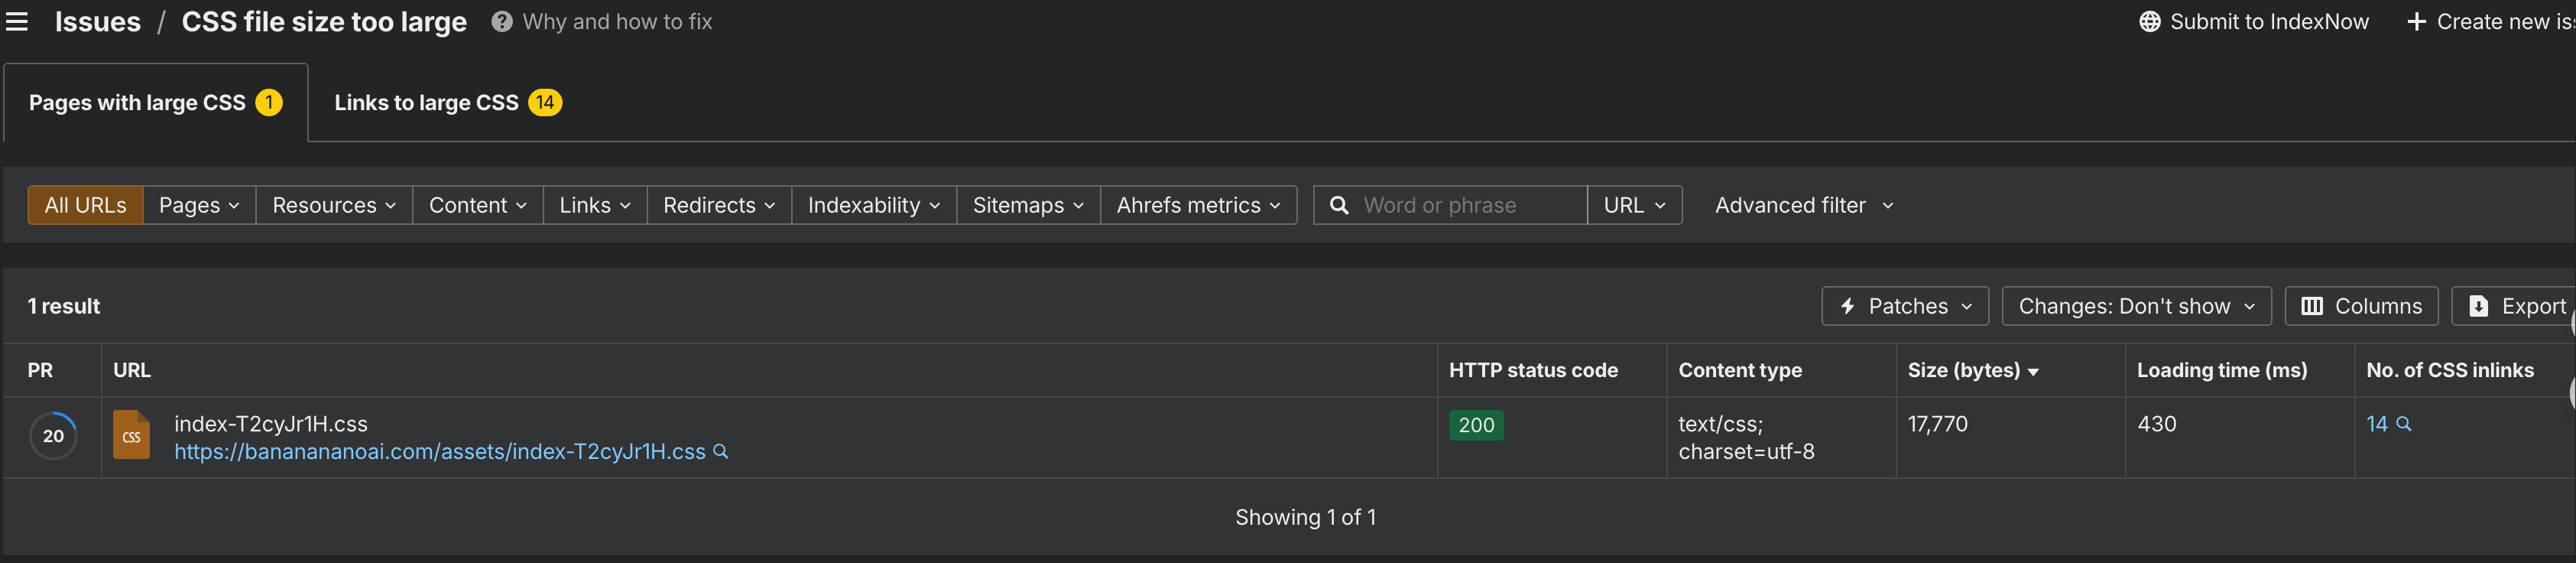 Issues / CSS file size too large ? Why and how to fix Submit to IndexNow + Create new is
Pages with large CSS 1 Links to large CSS 14
All URLs Pages Resources Content Links Redirects Indexability Sitemaps Ahrefs metrics Word or phrase URL Advanced filter
1 result Patches Changes: Don't show Columns Export
PR URL HTTP status code Content type Size (bytes) Loading time (ms) No. of CSS inlinks
20 CSS index-T2cyJr1H.css 200 text/css; 17,770 430 14
https://banananananoai.com/assets/index-T2cyJr1H.css charset=utf-8
Showing 1 of 1